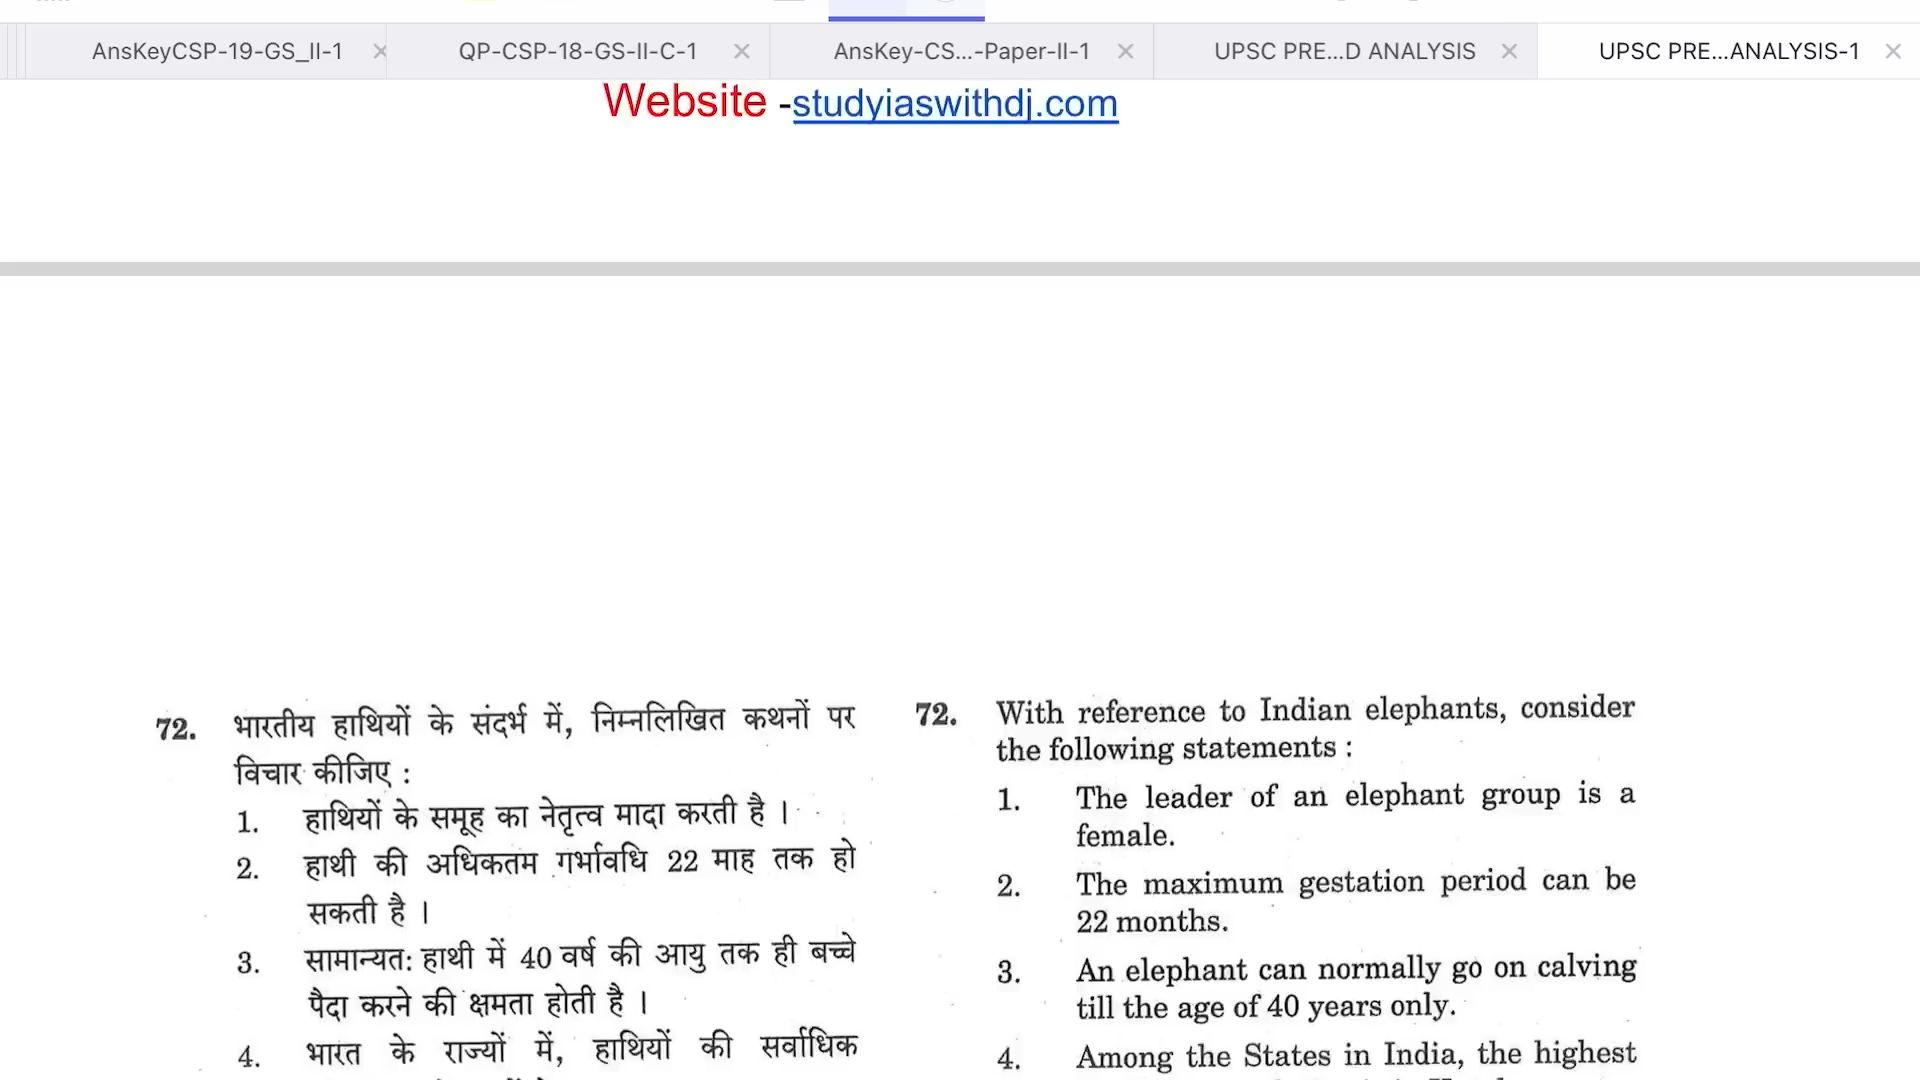 AnsKeyCSP-19-GS_II-1
QP-CSP-18-GS-II-C-1
AnsKey-CS...-Paper-II-1
UPSC PRE...D ANALYSIS
UPSC PRE...ANALYSIS-1
Website -studyiaswithdj.com
72. भारतीय हाथियों के संदर्भ में, निम्नलिखित कथनों पर
विचार कीजिए :
1. हाथियों के समूह का नेतृत्व मादा करती है ।
2. हाथी की अधिकतम गर्भावधि 22 माह तक हो
सकती है ।
3. सामान्यत: हाथी में 40 वर्ष की आयु तक ही बच्चे
पैदा करने की क्षमता होती है ।
4. भारत के राज्यों में, हाथियों की सर्वाधिक
72. With reference to Indian elephants, consider
the following statements :
1. The leader of an elephant group is a
female.
2. The maximum gestation period can be
22 months.
3. An elephant can normally go on calving
till the age of 40 years only.
4. Among the States in India, the highest